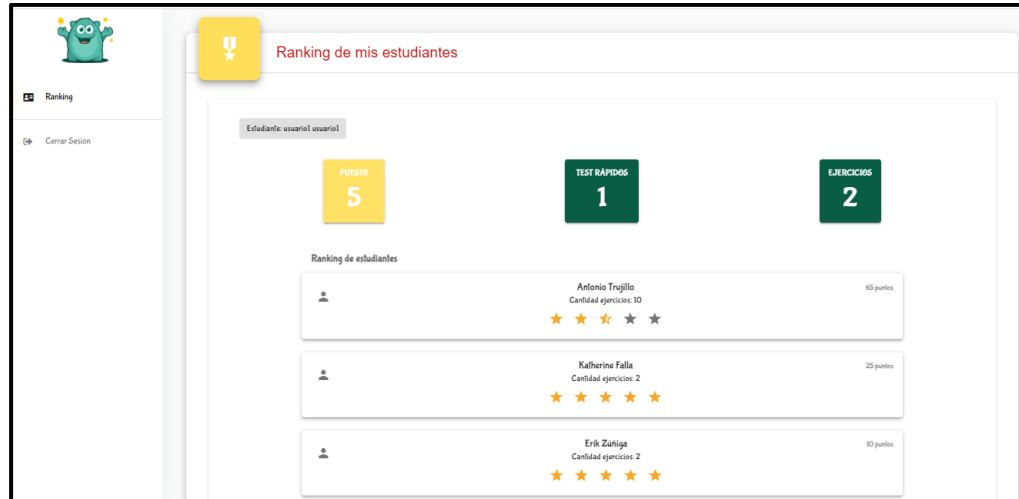 Ranking de mis estudiantes
Ranking
Cerrar Sesión
Estudiante: usuario1 usuario1
PUESTO
5
TEST RÁPIDOS
1
EJERCICIOS
2
Ranking de estudiantes
Antonio Trujillo
65 puntos
Cantidad ejercicios: 10
Katherine Falla
25 puntos
Cantidad ejercicios: 2
Erik Zúñiga
10 puntos
Cantidad ejercicios: 2